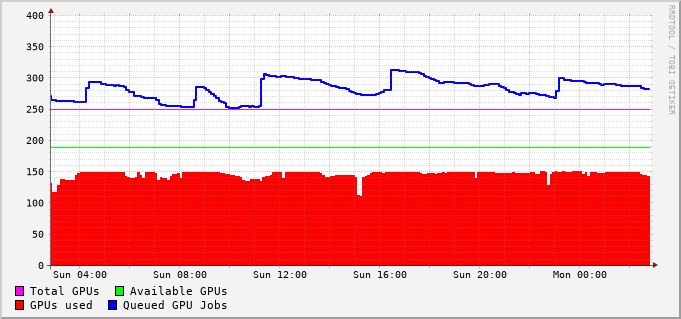 RRDTOOL / TOBI OETIKER
400
350
300
250
200
150
100
50
0
Sun 04:00 Sun 08:00 Sun 12:00 Sun 16:00 Sun 20:00 Mon 00:00
Total GPUs Available GPUs
GPUs used Queued GPU Jobs